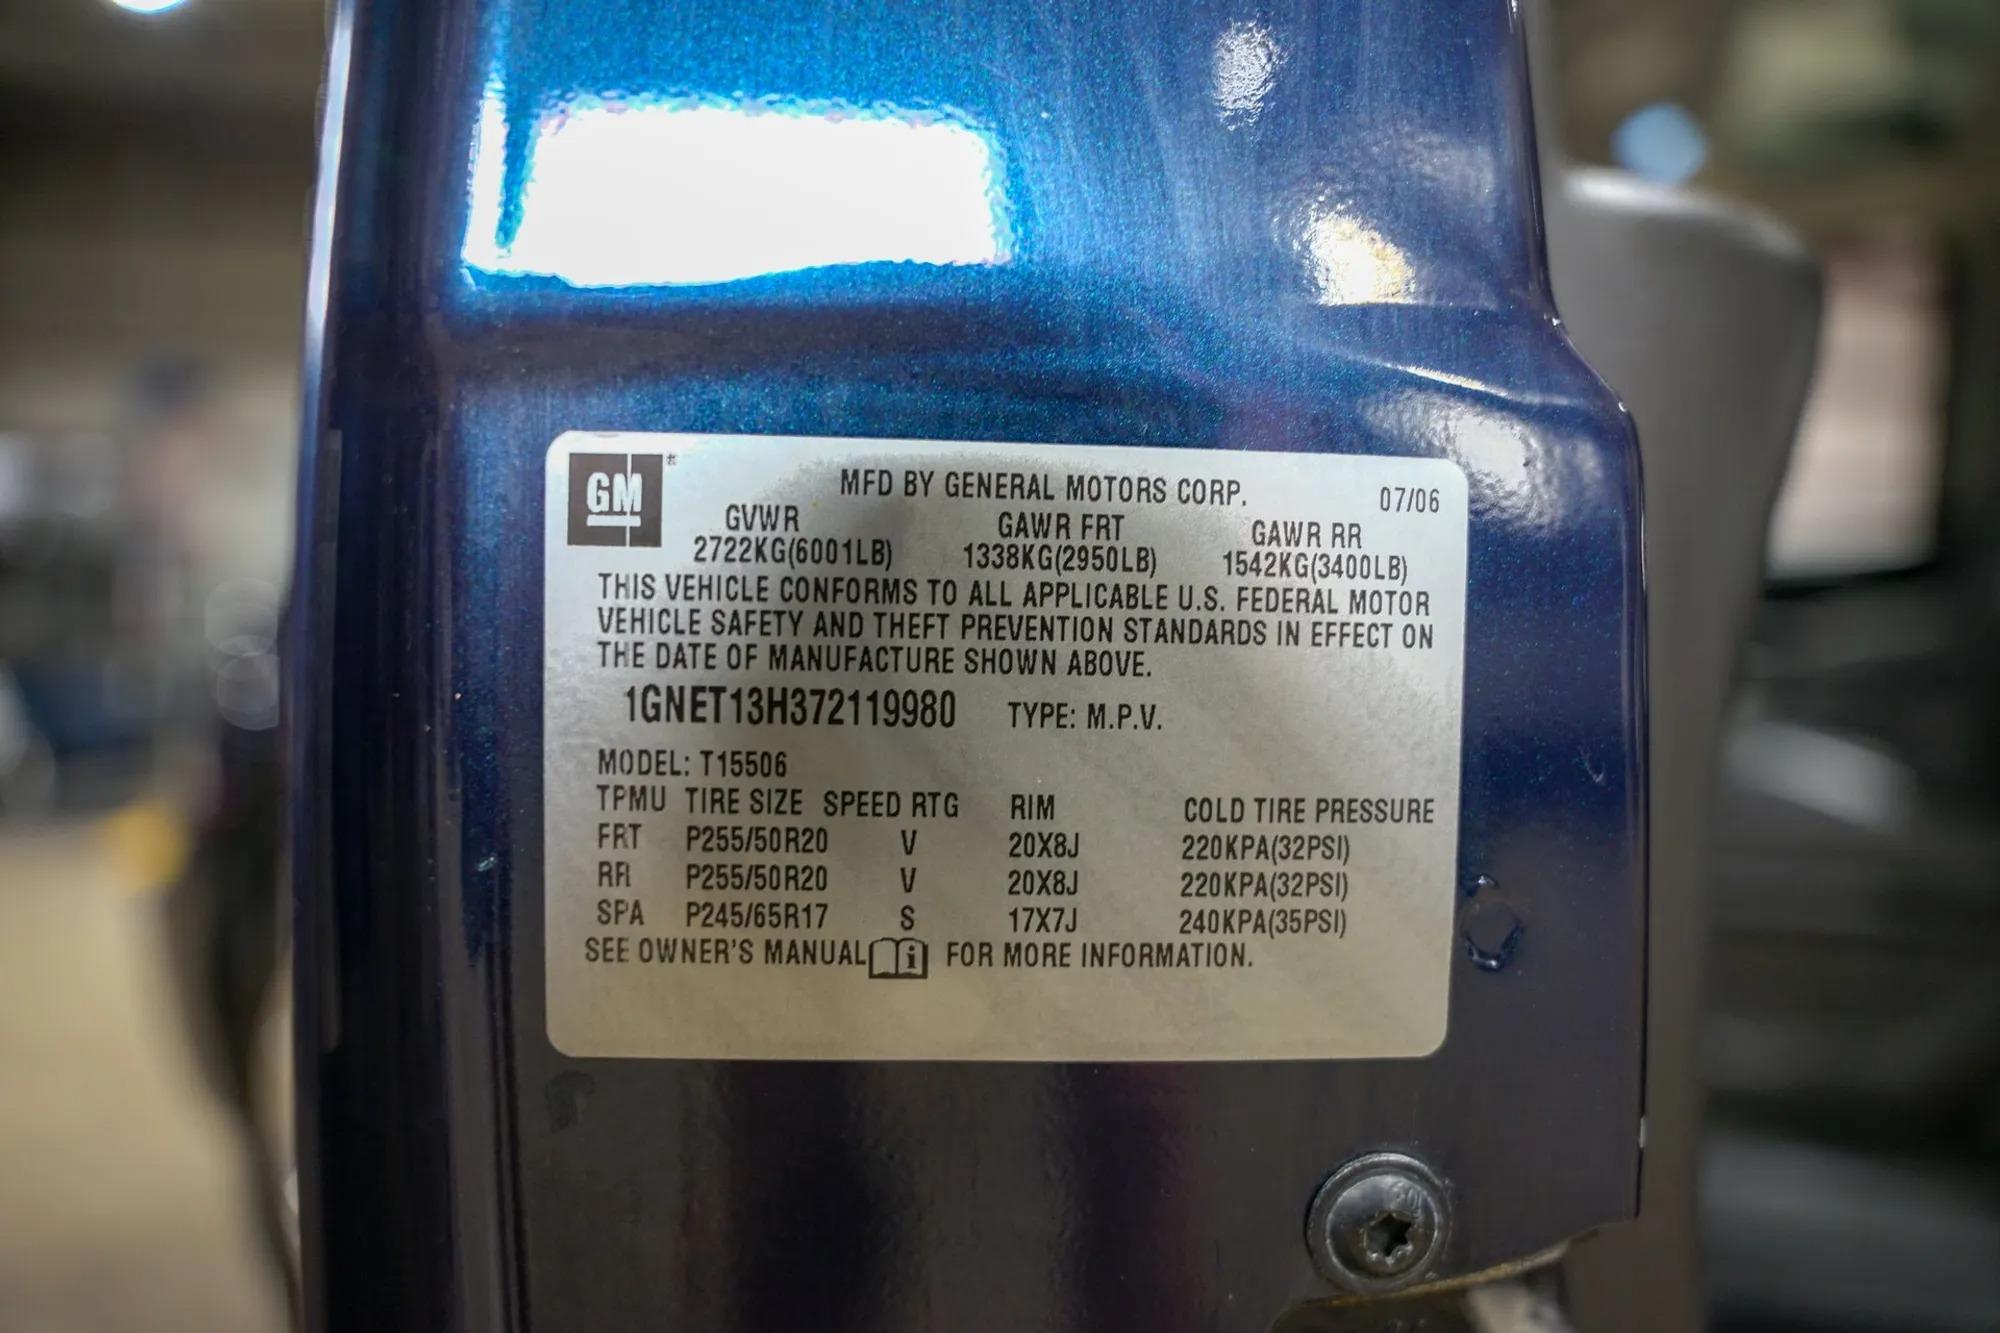 GM
MFD BY GENERAL MOTORS CORP. 07/06
GVWR GAWR FRT GAWR RR
2722KG(6001LB) 1338KG(2950LB) 1542KG(3400LB)
THIS VEHICLE CONFORMS TO ALL APPLICABLE U.S. FEDERAL MOTOR
VEHICLE SAFETY AND THEFT PREVENTION STANDARDS IN EFFECT ON
THE DATE OF MANUFACTURE SHOWN ABOVE.
1GNET13H372119980 TYPE: M.P.V.
MODEL: T15506
TPMU TIRE SIZE SPEED RTG RIM COLD TIRE PRESSURE
FRT P255/50R20 V 20X8J 220KPA(32PSI)
RR P255/50R20 V 20X8J 220KPA(32PSI)
SPA P245/65R17 S 17X7J 240KPA(35PSI)
SEE OWNER'S MANUAL FOR MORE INFORMATION.